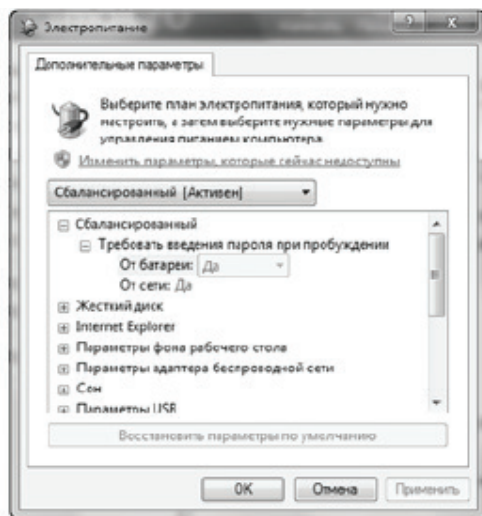 Электропитание
Дополнительные параметры
Выберите план электропитания, который нужно
настроить, а затем выберите нужные параметры для
управления питанием компьютера.
Изменить параметры, которые сейчас недоступны
Сбалансированный [Активен]
Сбалансированный
Требовать введения пароля при пробуждении
От батареи: Да
От сети: Да
Жесткий диск
Internet Explorer
Параметры фона рабочего стола
Параметры адаптера беспроводной сети
Сон
Параметры USB
Восстановить параметры по умолчанию
OK Отмена Применить